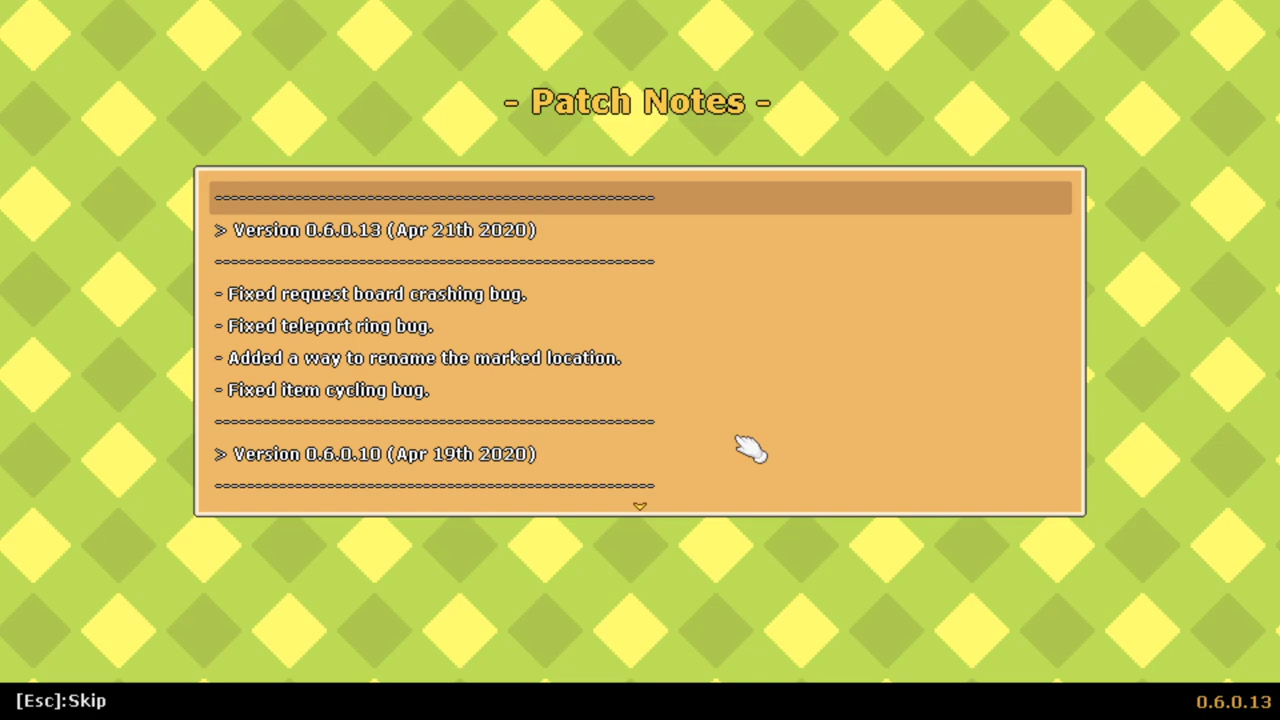 - Patch Notes -
------------------------------------------------------
> Version 0.6.0.13 (Apr 21th 2020)
------------------------------------------------------
- Fixed request board crashing bug.
- Fixed teleport ring bug.
- Added a way to rename the marked location.
- Fixed item cycling bug.
------------------------------------------------------
> Version 0.6.0.10 (Apr 19th 2020)
------------------------------------------------------
[Esc]:Skip
0.6.0.13